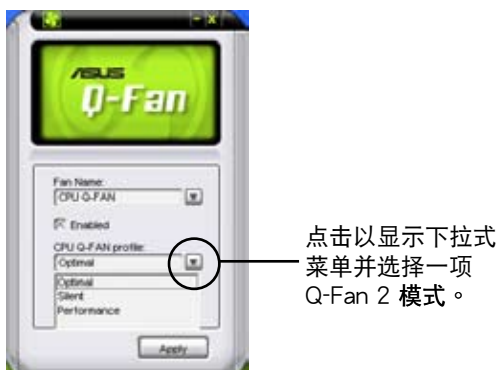 ASUS
Q-Fan
Fan Name:
CPU Q-FAN
Enabled
CPU Q-FAN profile:
Optimal
Optimal
Silent
Performance
Apply
点击以显示下拉式
菜单并选择一项
Q-Fan 2 模式。